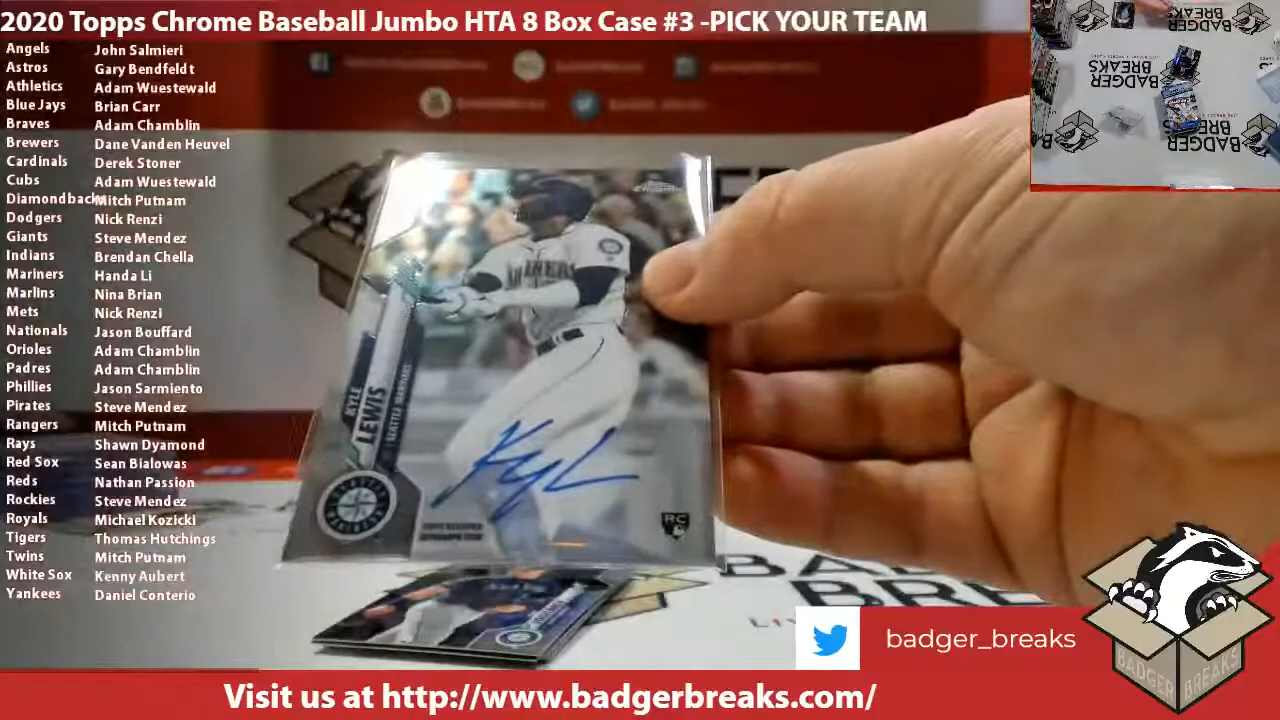 2020 Topps Chrome Baseball Jumbo HTA 8 Box Case #3 -PICK YOUR TEAM
Angels John Salmieri
Astros Gary Bendfeldt
Athletics Adam Wuestewald
Blue Jays Brian Carr
Braves Adam Chamblin
Brewers Dane Vanden Heuvel
Cardinals Derek Stoner
Cubs Adam Wuestewald
Diamondbacks Mitch Putnam
Dodgers Nick Renzi
Giants Steve Mendez
Indians Brendan Chella
Mariners Handa Li
Marlins Nina Brian
Mets Nick Renzi
Nationals Jason Bouffard
Orioles Adam Chamblin
Padres Adam Chamblin
Phillies Jason Sarmiento
Pirates Steve Mendez
Rangers Mitch Putnam
Rays Shawn Dyamond
Red Sox Sean Bialowas
Reds Nathan Passion
Rockies Steve Mendez
Royals Michael Kozicki
Tigers Thomas Hutchings
Twins Mitch Putnam
White Sox Kenny Aubert
Yankees Daniel Conterio
BADGER
BREAKS
BADGER
BREAKS
KYLE
LEWIS
SEATTLE MARINERS
RC
badger_breaks
BADGER BREAKS
Visit us at http://www.badgerbreaks.com/